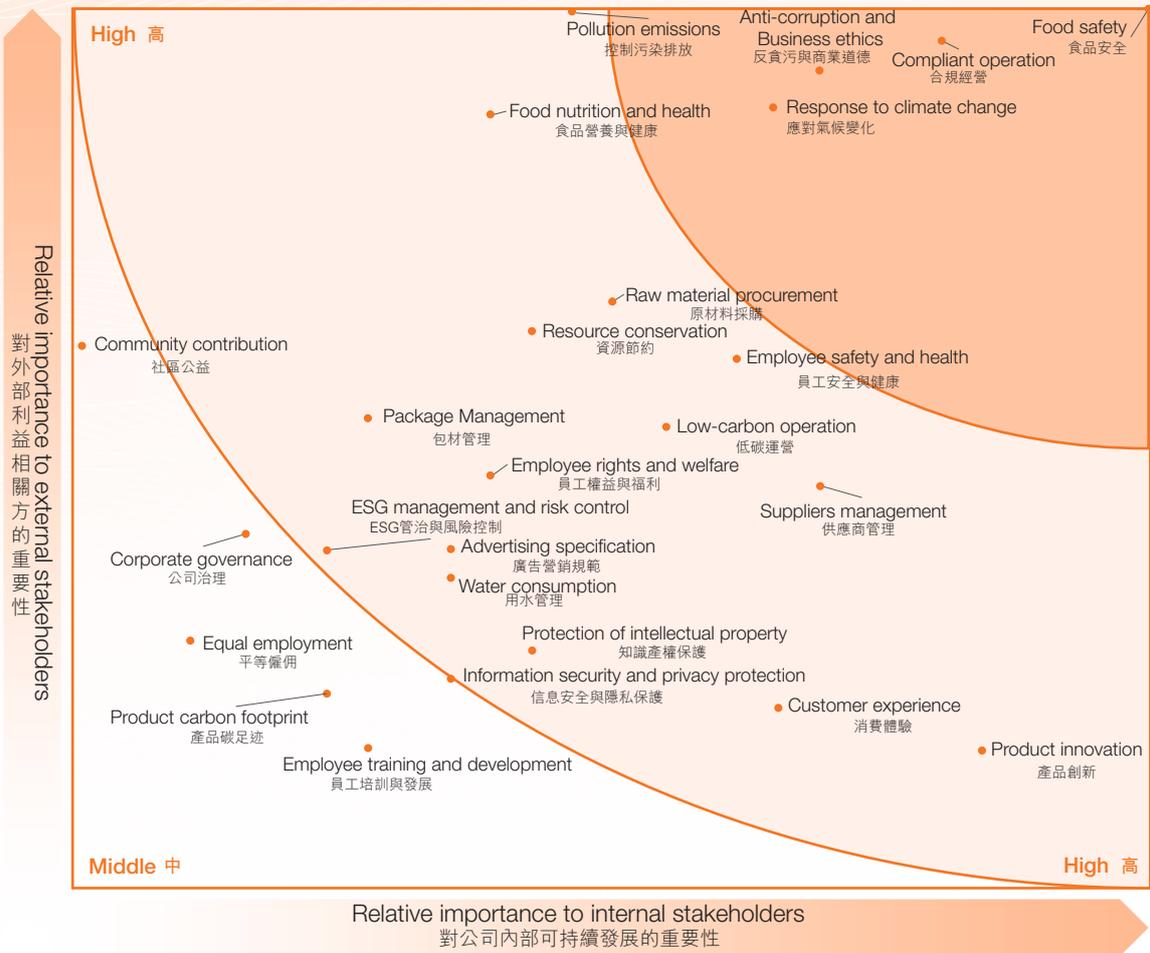 High 高
Pollution emissions
控制污染排放
Anti-corruption and
Business ethics
反貪污與商業道德
Food safety
食品安全
Compliant operation
合規經營
Food nutrition and health
食品營養與健康
Response to climate change
應對氣候變化
Raw material procurement
原材料採購
Resource conservation
資源節約
Community contribution
社區公益
Employee safety and health
員工安全與健康
Package Management
包材管理
Low-carbon operation
低碳運營
Employee rights and welfare
員工權益與福利
ESG management and risk control
ESG管治與風險控制
Suppliers management
供應商管理
Corporate governance
公司治理
Advertising specification
廣告營銷規範
Water consumption
用水管理
Equal employment
平等僱佣
Protection of intellectual property
知識產權保護
Information security and privacy protection
信息安全與隱私保護
Product carbon footprint
產品碳足迹
Customer experience
消費體驗
Employee training and development
員工培訓與發展
Product innovation
產品創新
Middle 中
High 高
Relative importance to external stakeholders
對外部利益相關方的重要性
Relative importance to internal stakeholders
對公司內部可持續發展的重要性